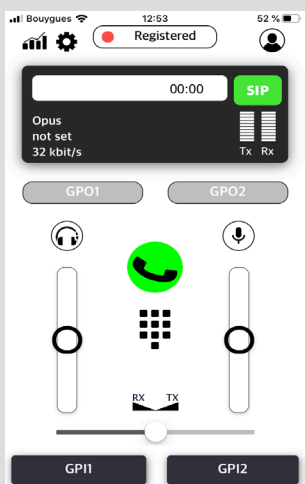 Bouygues 12:53 52 %
Registered
00:00 SIP
Opus
not set
32 kbit/s Tx Rx
GPO1 GPO2
RX TX
GPI1 GPI2